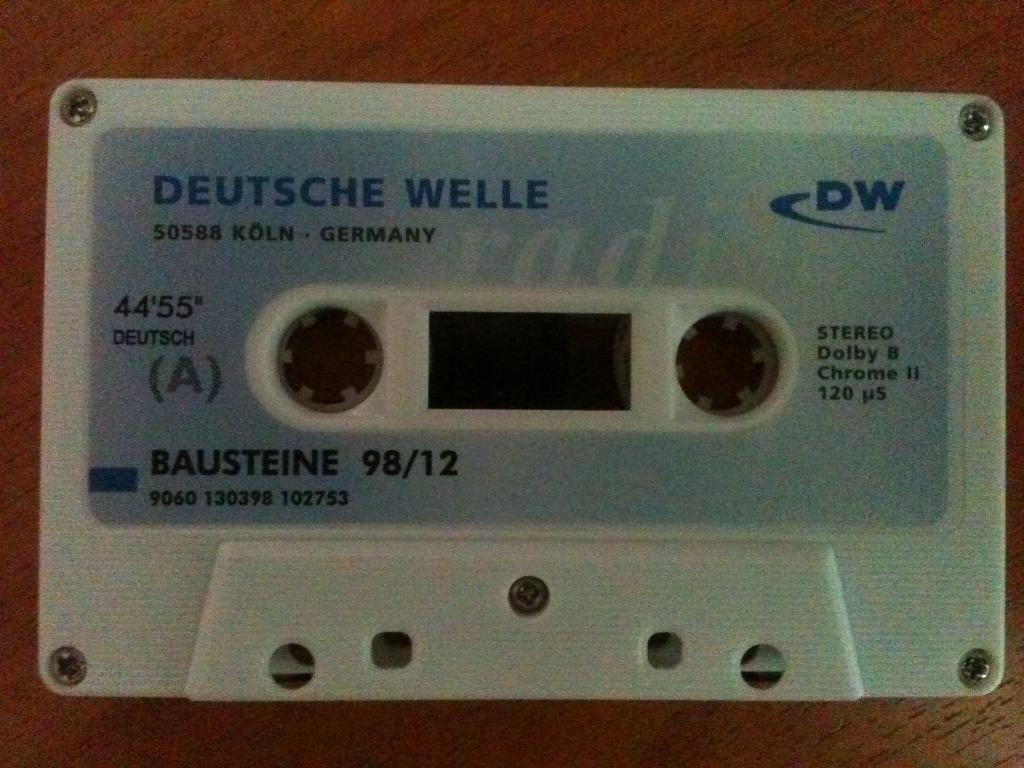 DEUTSCHE WELLE
DW
50588 KÖLN · GERMANY
radi
44'55"
DEUTSCH
(A)
STEREO
Dolby B
Chrome II
120 µS
BAUSTEINE 98/12
9060 130398 102753